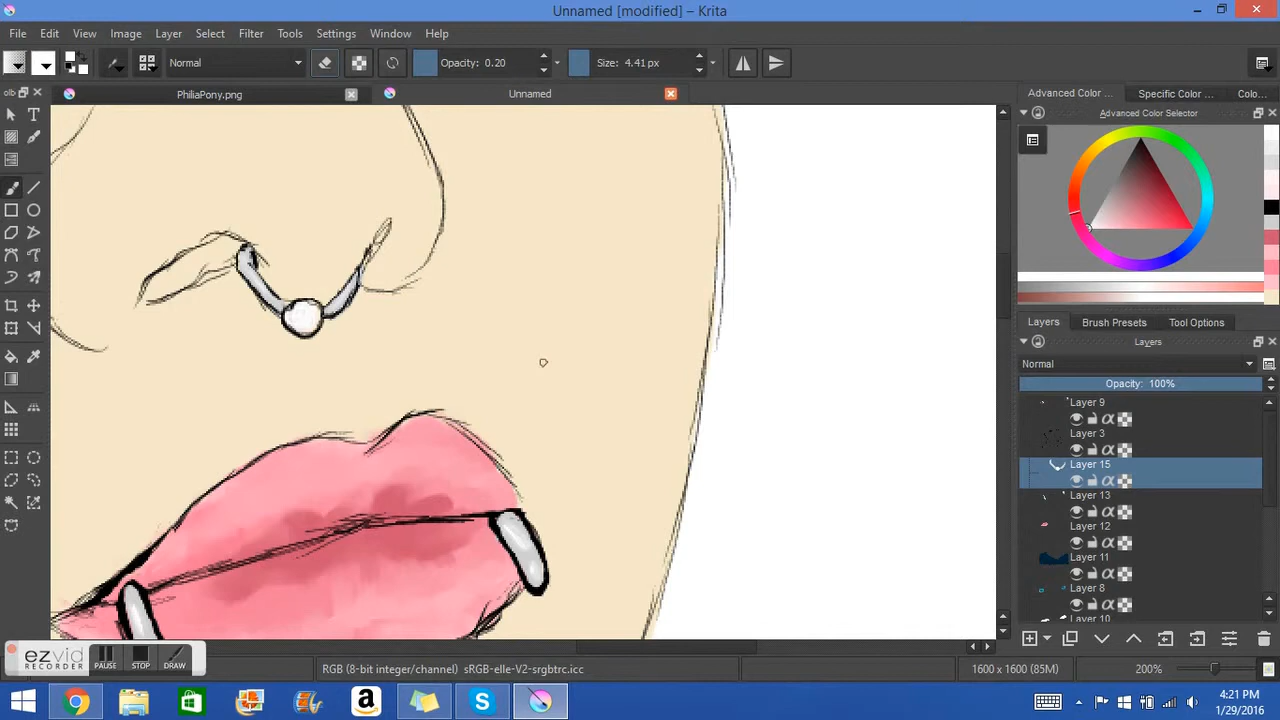 Unnamed [modified] – Krita
File Edit View Image Layer Select Filter Tools Settings Window Help
Normal Opacity: 0.20 Size: 4.41 px
olb PhiliaPony.png Unnamed Advanced Color ... Specific Color ... Colo...
Advanced Color Selector
Layers Brush Presets Tool Options
Layers
Normal
Opacity: 100%
Layer 9
Layer 3
Layer 15
Layer 13
Layer 12
Layer 11
Layer 8
Layer 10
ezvid
RECORDER
PAUSE STOP DRAW
RGB (8-bit integer/channel) sRGB-elle-V2-srgbtrc.icc 1600 x 1600 (85M) 200%
4:21 PM
1/29/2016